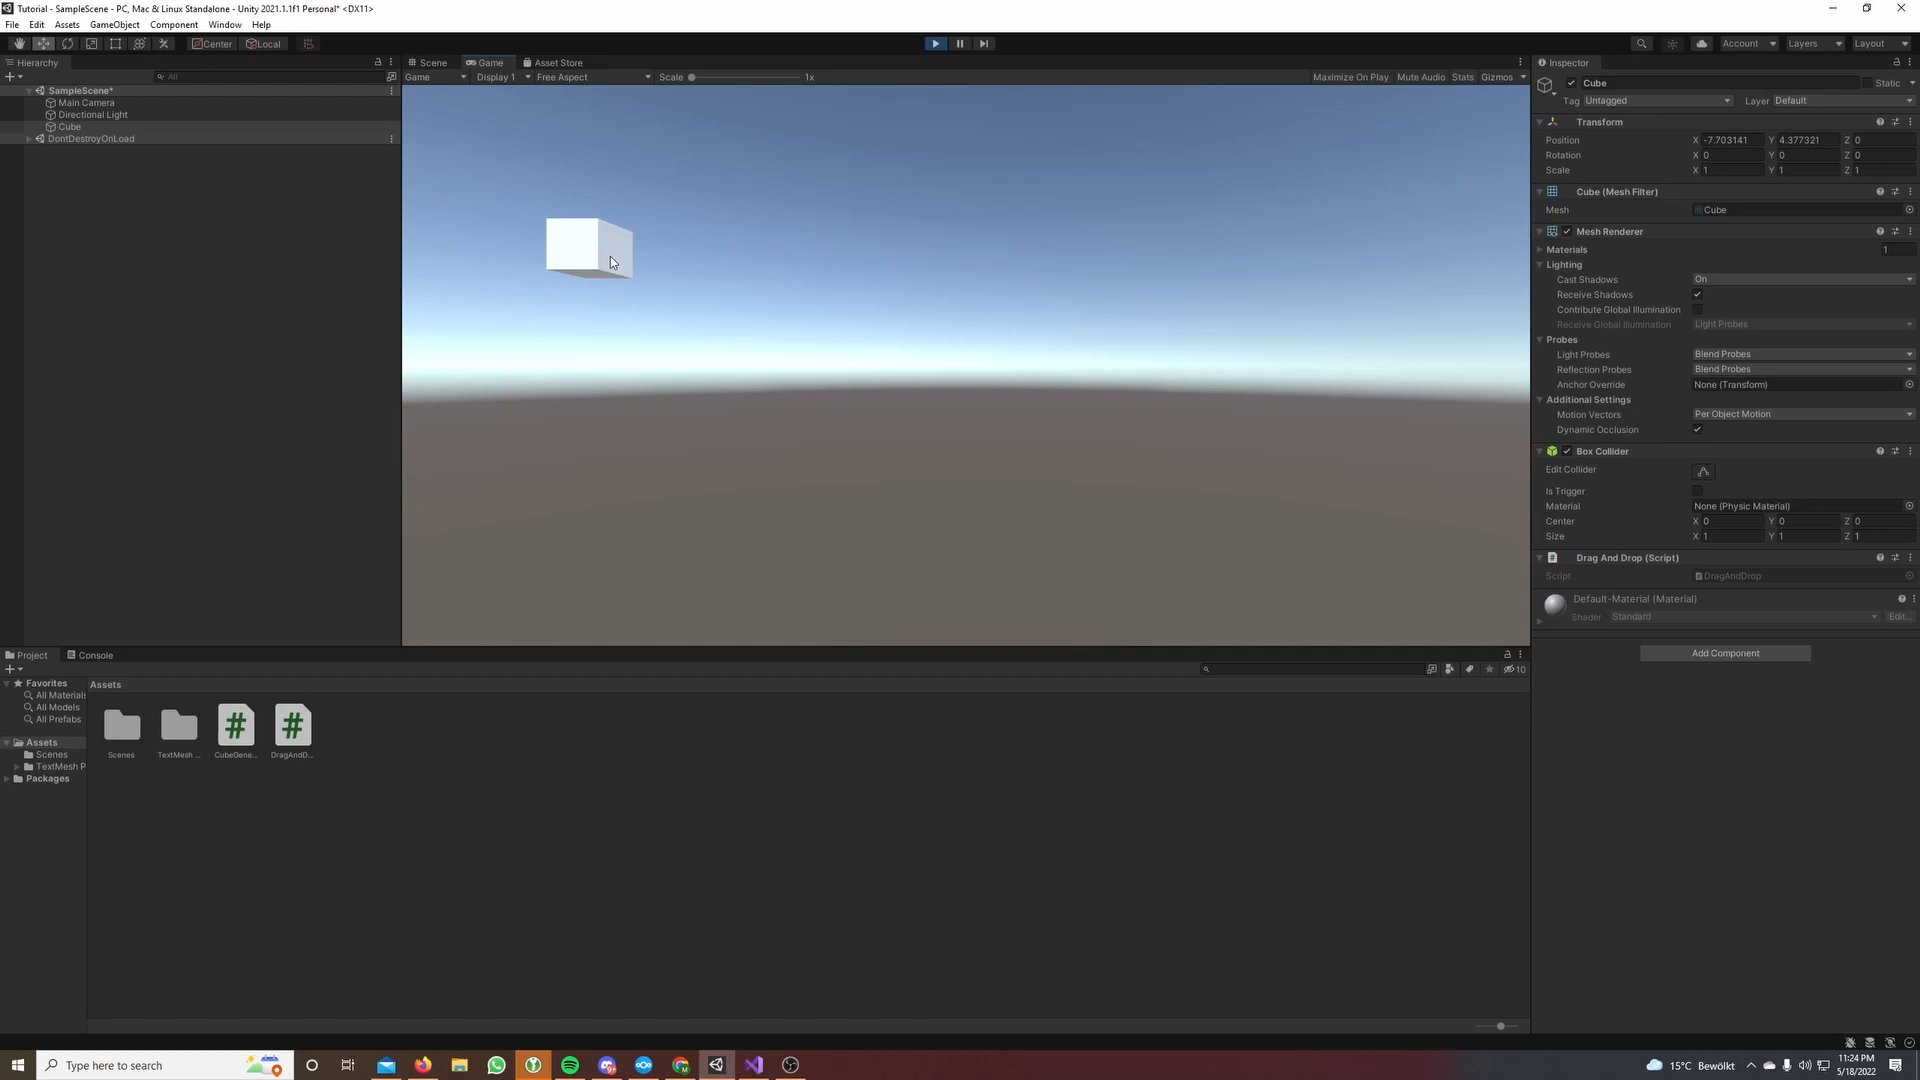 Tutorial - SampleScene - PC, Mac & Linux Standalone - Unity 2021.1.1f1 Personal* <DX11>
File Edit Assets GameObject Component Window Help
Center Local Account Layers Layout
Hierarchy
All
SampleScene*
Main Camera
Directional Light
Cube
DontDestroyOnLoad
Scene Game Asset Store
Game Display 1 Free Aspect Scale 1x Maximize On Play Mute Audio Stats Gizmos
Inspector
Cube Static
Tag Untagged Layer Default
Transform
Position X -7.703141 Y 4.377321 Z 0
Rotation X 0 Y 0 Z 0
Scale X 1 Y 1 Z 1
Cube (Mesh Filter)
Mesh Cube
Mesh Renderer
Materials 1
Lighting
Cast Shadows On
Receive Shadows
Contribute Global Illumination
Receive Global Illumination Light Probes
Probes
Light Probes Blend Probes
Reflection Probes Blend Probes
Anchor Override None (Transform)
Additional Settings
Motion Vectors Per Object Motion
Dynamic Occlusion
Box Collider
Edit Collider
Is Trigger
Material None (Physic Material)
Center X 0 Y 0 Z 0
Size X 1 Y 1 Z 1
Drag And Drop (Script)
Script DragAndDrop
Default-Material (Material)
Shader Standard Edit...
Add Component
Project Console
10
Favorites
All Materials
All Models
All Prefabs
Assets
Scenes
TextMesh P
Packages
Assets
Scenes TextMesh ... CubeGene... DragAndD...
Type here to search
15°C Bewölkt
11:24 PM
5/18/2022